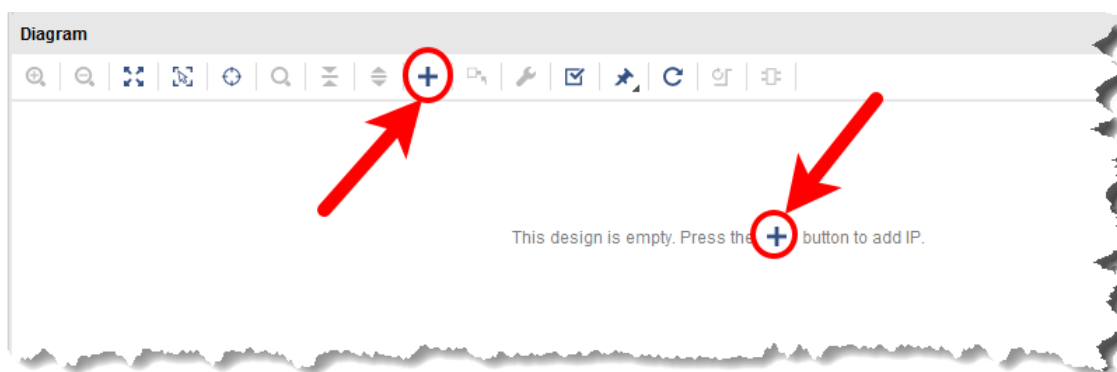 Diagram
This design is empty. Press the + button to add IP.